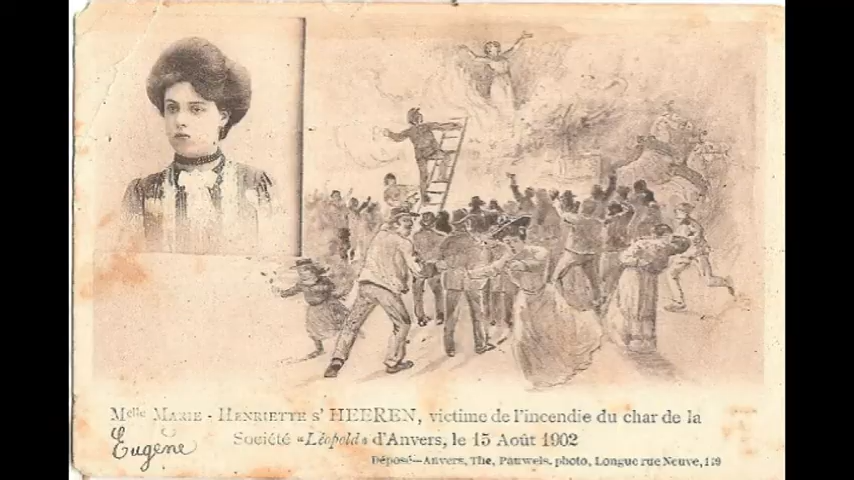 Melle MARIE - HENRIETTE S' HEEREN, victime de l'incendie du char de la
Société «Léopold» d'Anvers, le 15 Août 1902
Eugène
Déposé—Anvers, The, Pauwels, photo, Longue rue Neuve, 119